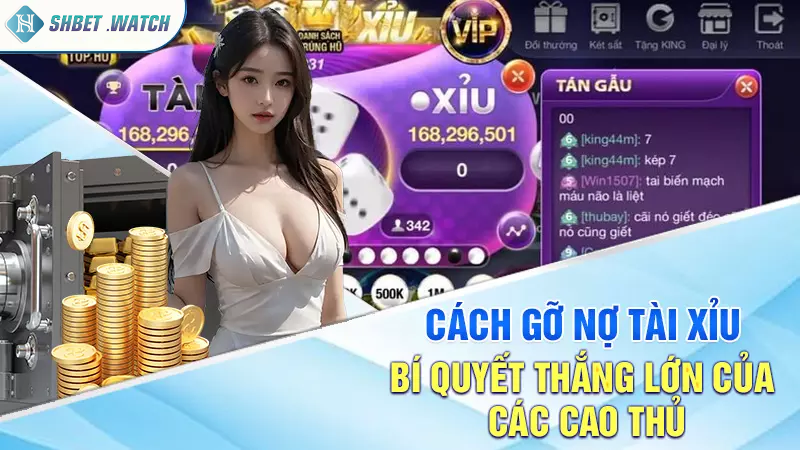 SHBET .WATCH
TOP HŨ
DANH SÁCH
TRÚNG HŨ
TÀI XỈU
VIP
Đổi thưởng
Két sắt
Tặng KING
Đại lý
Thoát
XỈU
168,296,
168,296,501
0
342
500K
1M
TÁN GẪU
00
[king44m]: 7
[king44m]: kép 7
[Win1507]: tai biến mạch
máu não là liệt
[thubay]: cãi nó giết
nó cũng giết
CÁCH GỠ NỢ TÀI XỈU
BÍ QUYẾT THẮNG LỚN CỦA
CÁC CAO THỦ